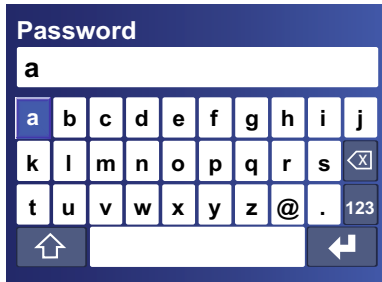 Password
a
a b c d e f g h i j
k l m n o p q r s
t u v w x y z @ . 123